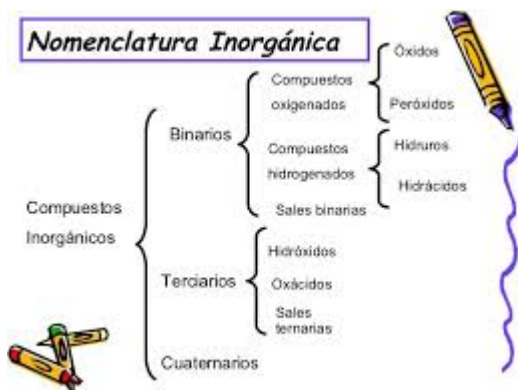 Nomenclatura Inorgánica
Compuestos
Inorgánicos
Binarios
Compuestos
oxigenados
Óxidos
Peróxidos
Compuestos
hidrogenados
Hidruros
Hidrácidos
Sales binarias
Terciarios
Hidróxidos
Oxácidos
Sales
ternarias
Cuaternarios